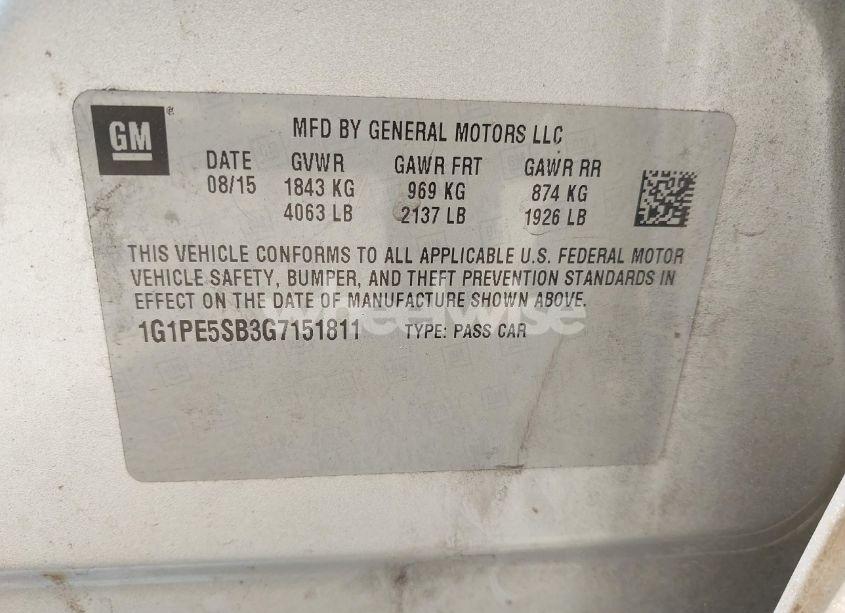 GM®
MFD BY GENERAL MOTORS LLC
DATE GVWR GAWR FRT GAWR RR
08/15 1843 KG 969 KG 874 KG
4063 LB 2137 LB 1926 LB
THIS VEHICLE CONFORMS TO ALL APPLICABLE U.S. FEDERAL MOTOR
VEHICLE SAFETY, BUMPER, AND THEFT PREVENTION STANDARDS IN
EFFECT ON THE DATE OF MANUFACTURE SHOWN ABOVE.
wheelwise
1G1PE5SB3G7151811 TYPE: PASS CAR